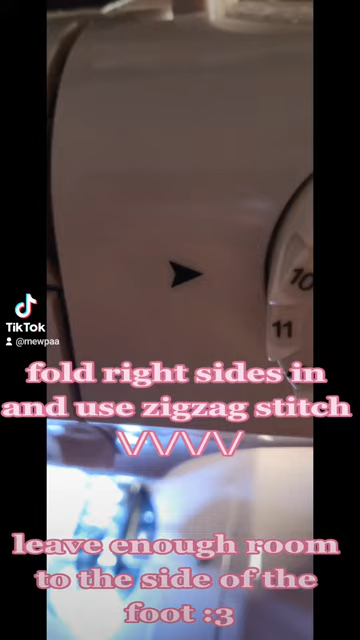 10
11
TikTok
@mewpaa
fold right sides in
and use zigzag stitch
\/\/\/\/\/
leave enough room
to the side of the
foot :3